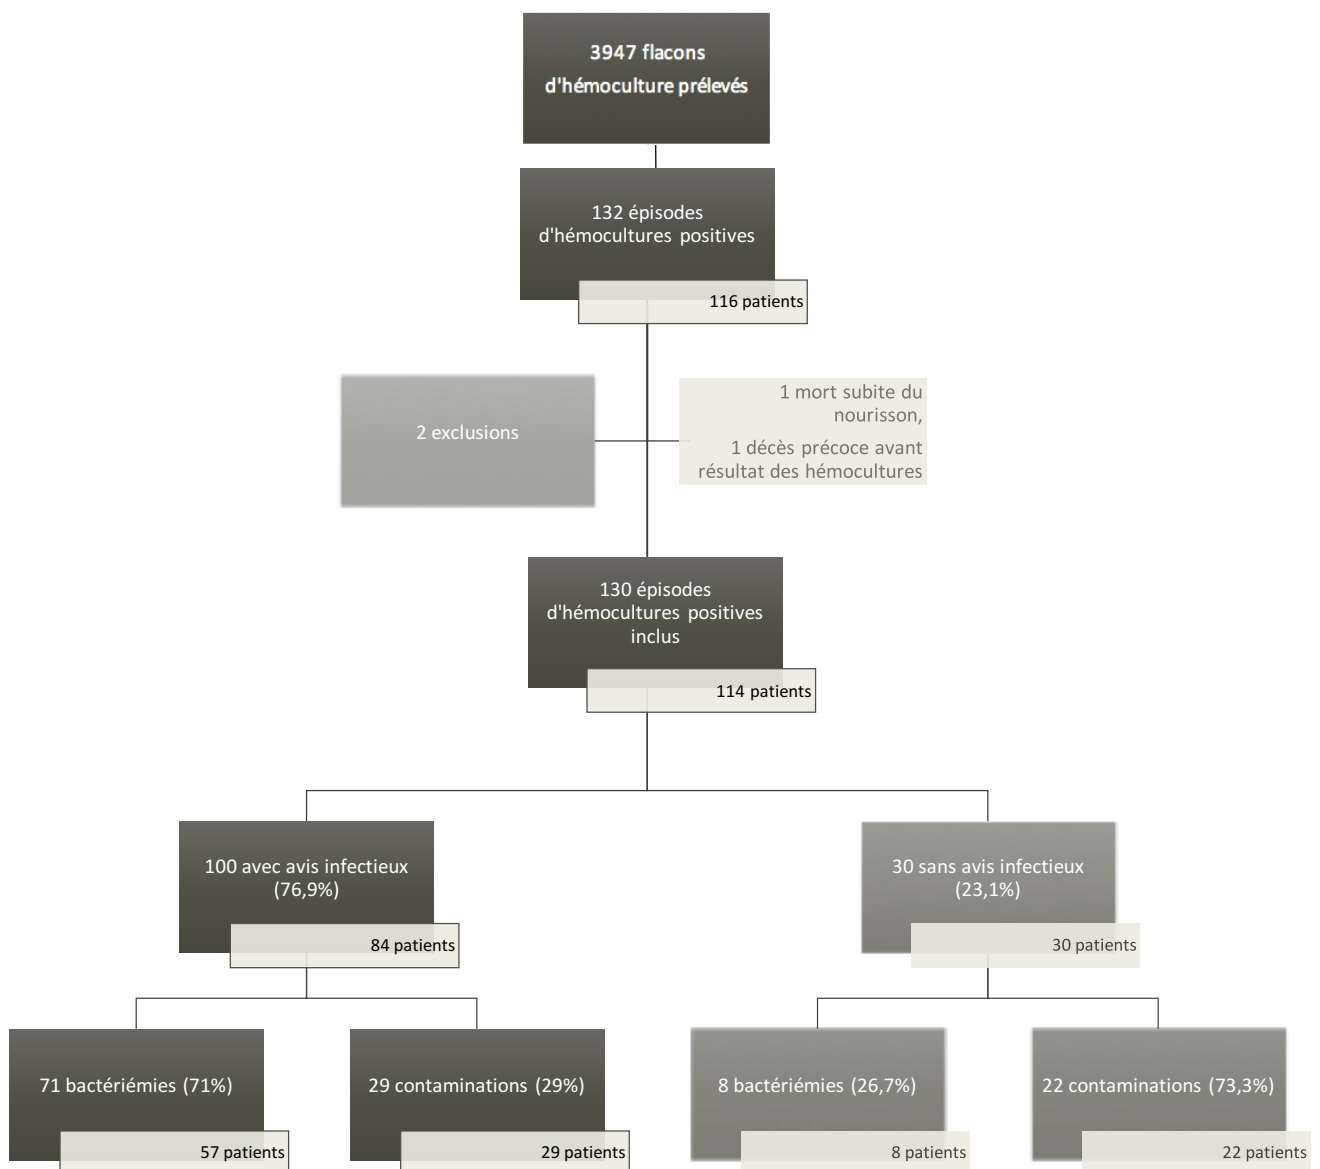 3947 flacons
d'hémoculture prélevés
132 épisodes
d'hémocultures positives
116 patients
2 exclusions
1 mort subite du
nourisson,
1 décès précoce avant
résultat des hémocultures
130 épisodes
d'hémocultures positives
inclus
114 patients
100 avec avis infectieux
(76,9%)
84 patients
30 sans avis infectieux
(23,1%)
30 patients
71 bactériémies (71%)
57 patients
29 contaminations (29%)
29 patients
8 bactériémies (26,7%)
8 patients
22 contaminations (73,3%)
22 patients